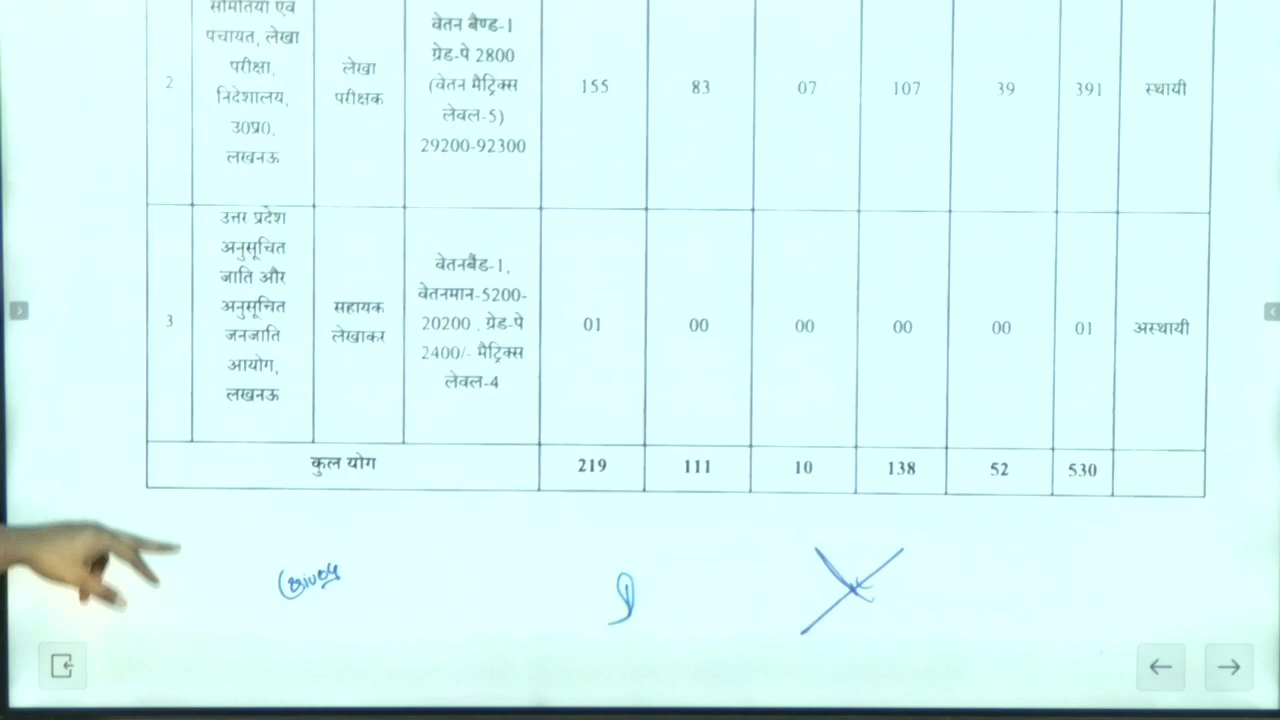 समितियां एवं
पंचायत, लेखा
परीक्षा,
निदेशालय,
उ0प्र0,
लखनऊ
2
लेखा
परीक्षक
वेतन बैण्ड-1
ग्रेड-पे 2800
(वेतन मैट्रिक्स
लेवल-5)
29200-92300
155 83 07 107 39 391 स्थायी
उत्तर प्रदेश
अनुसूचित
जाति और
अनुसूचित
जनजाति
आयोग,
लखनऊ
3
सहायक
लेखाकर
वेतनबैंड-1,
वेतनमान-5200-
20200 , ग्रेड-पे
2400/- मैट्रिक्स
लेवल-4
01 00 00 00 00 01 अस्थायी
कुल योग 219 111 10 138 52 530